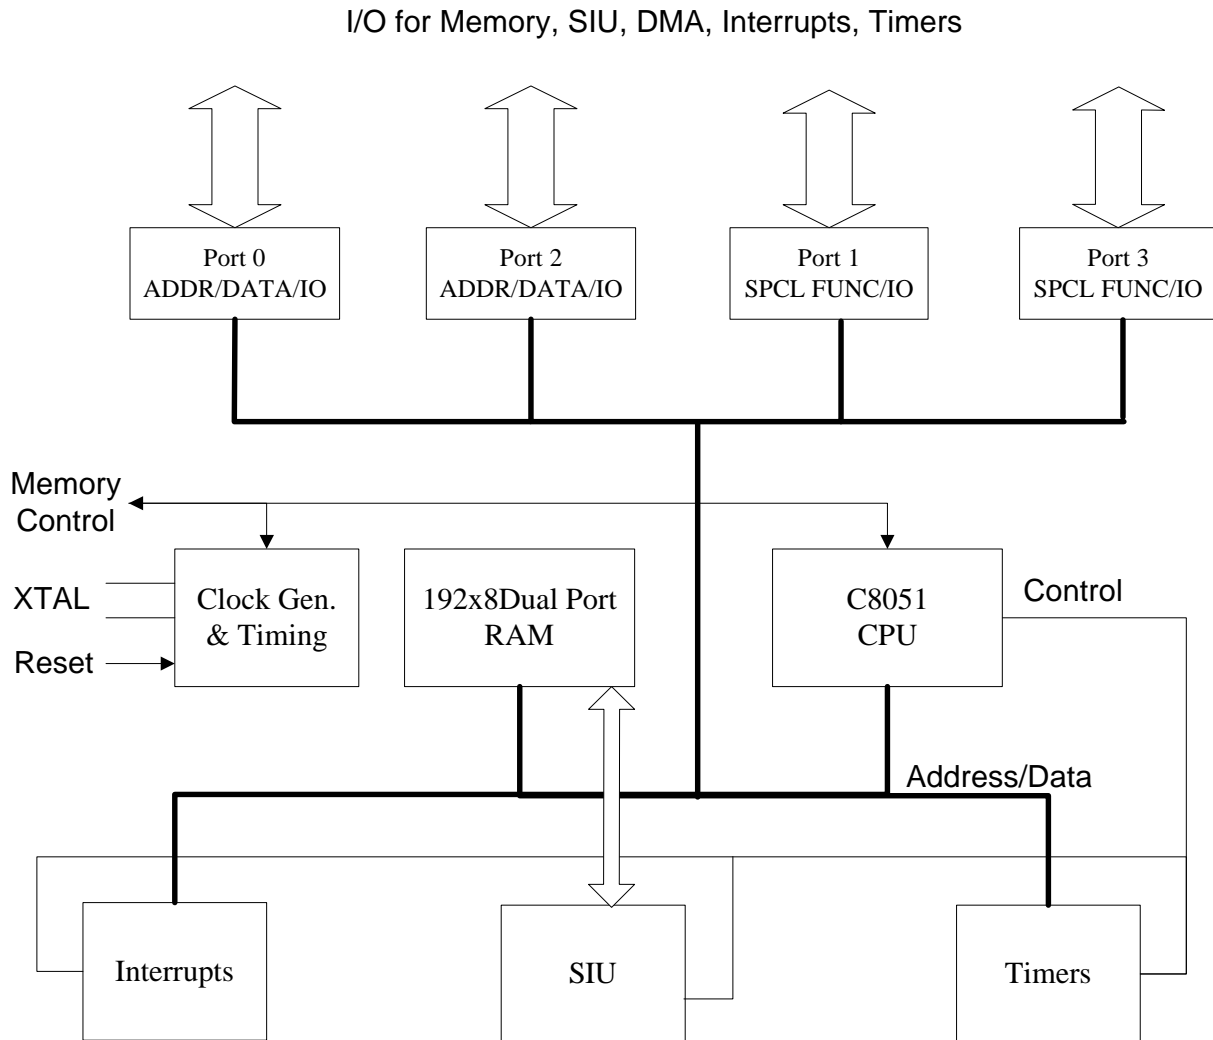 I/O for Memory, SIU, DMA, Interrupts, Timers
Port 0
ADDR/DATA/IO
Port 2
ADDR/DATA/IO
Port 1
SPCL FUNC/IO
Port 3
SPCL FUNC/IO
Memory
Control
XTAL
Reset
Clock Gen.
& Timing
192x8Dual Port
RAM
C8051
CPU
Control
Address/Data
Interrupts
SIU
Timers